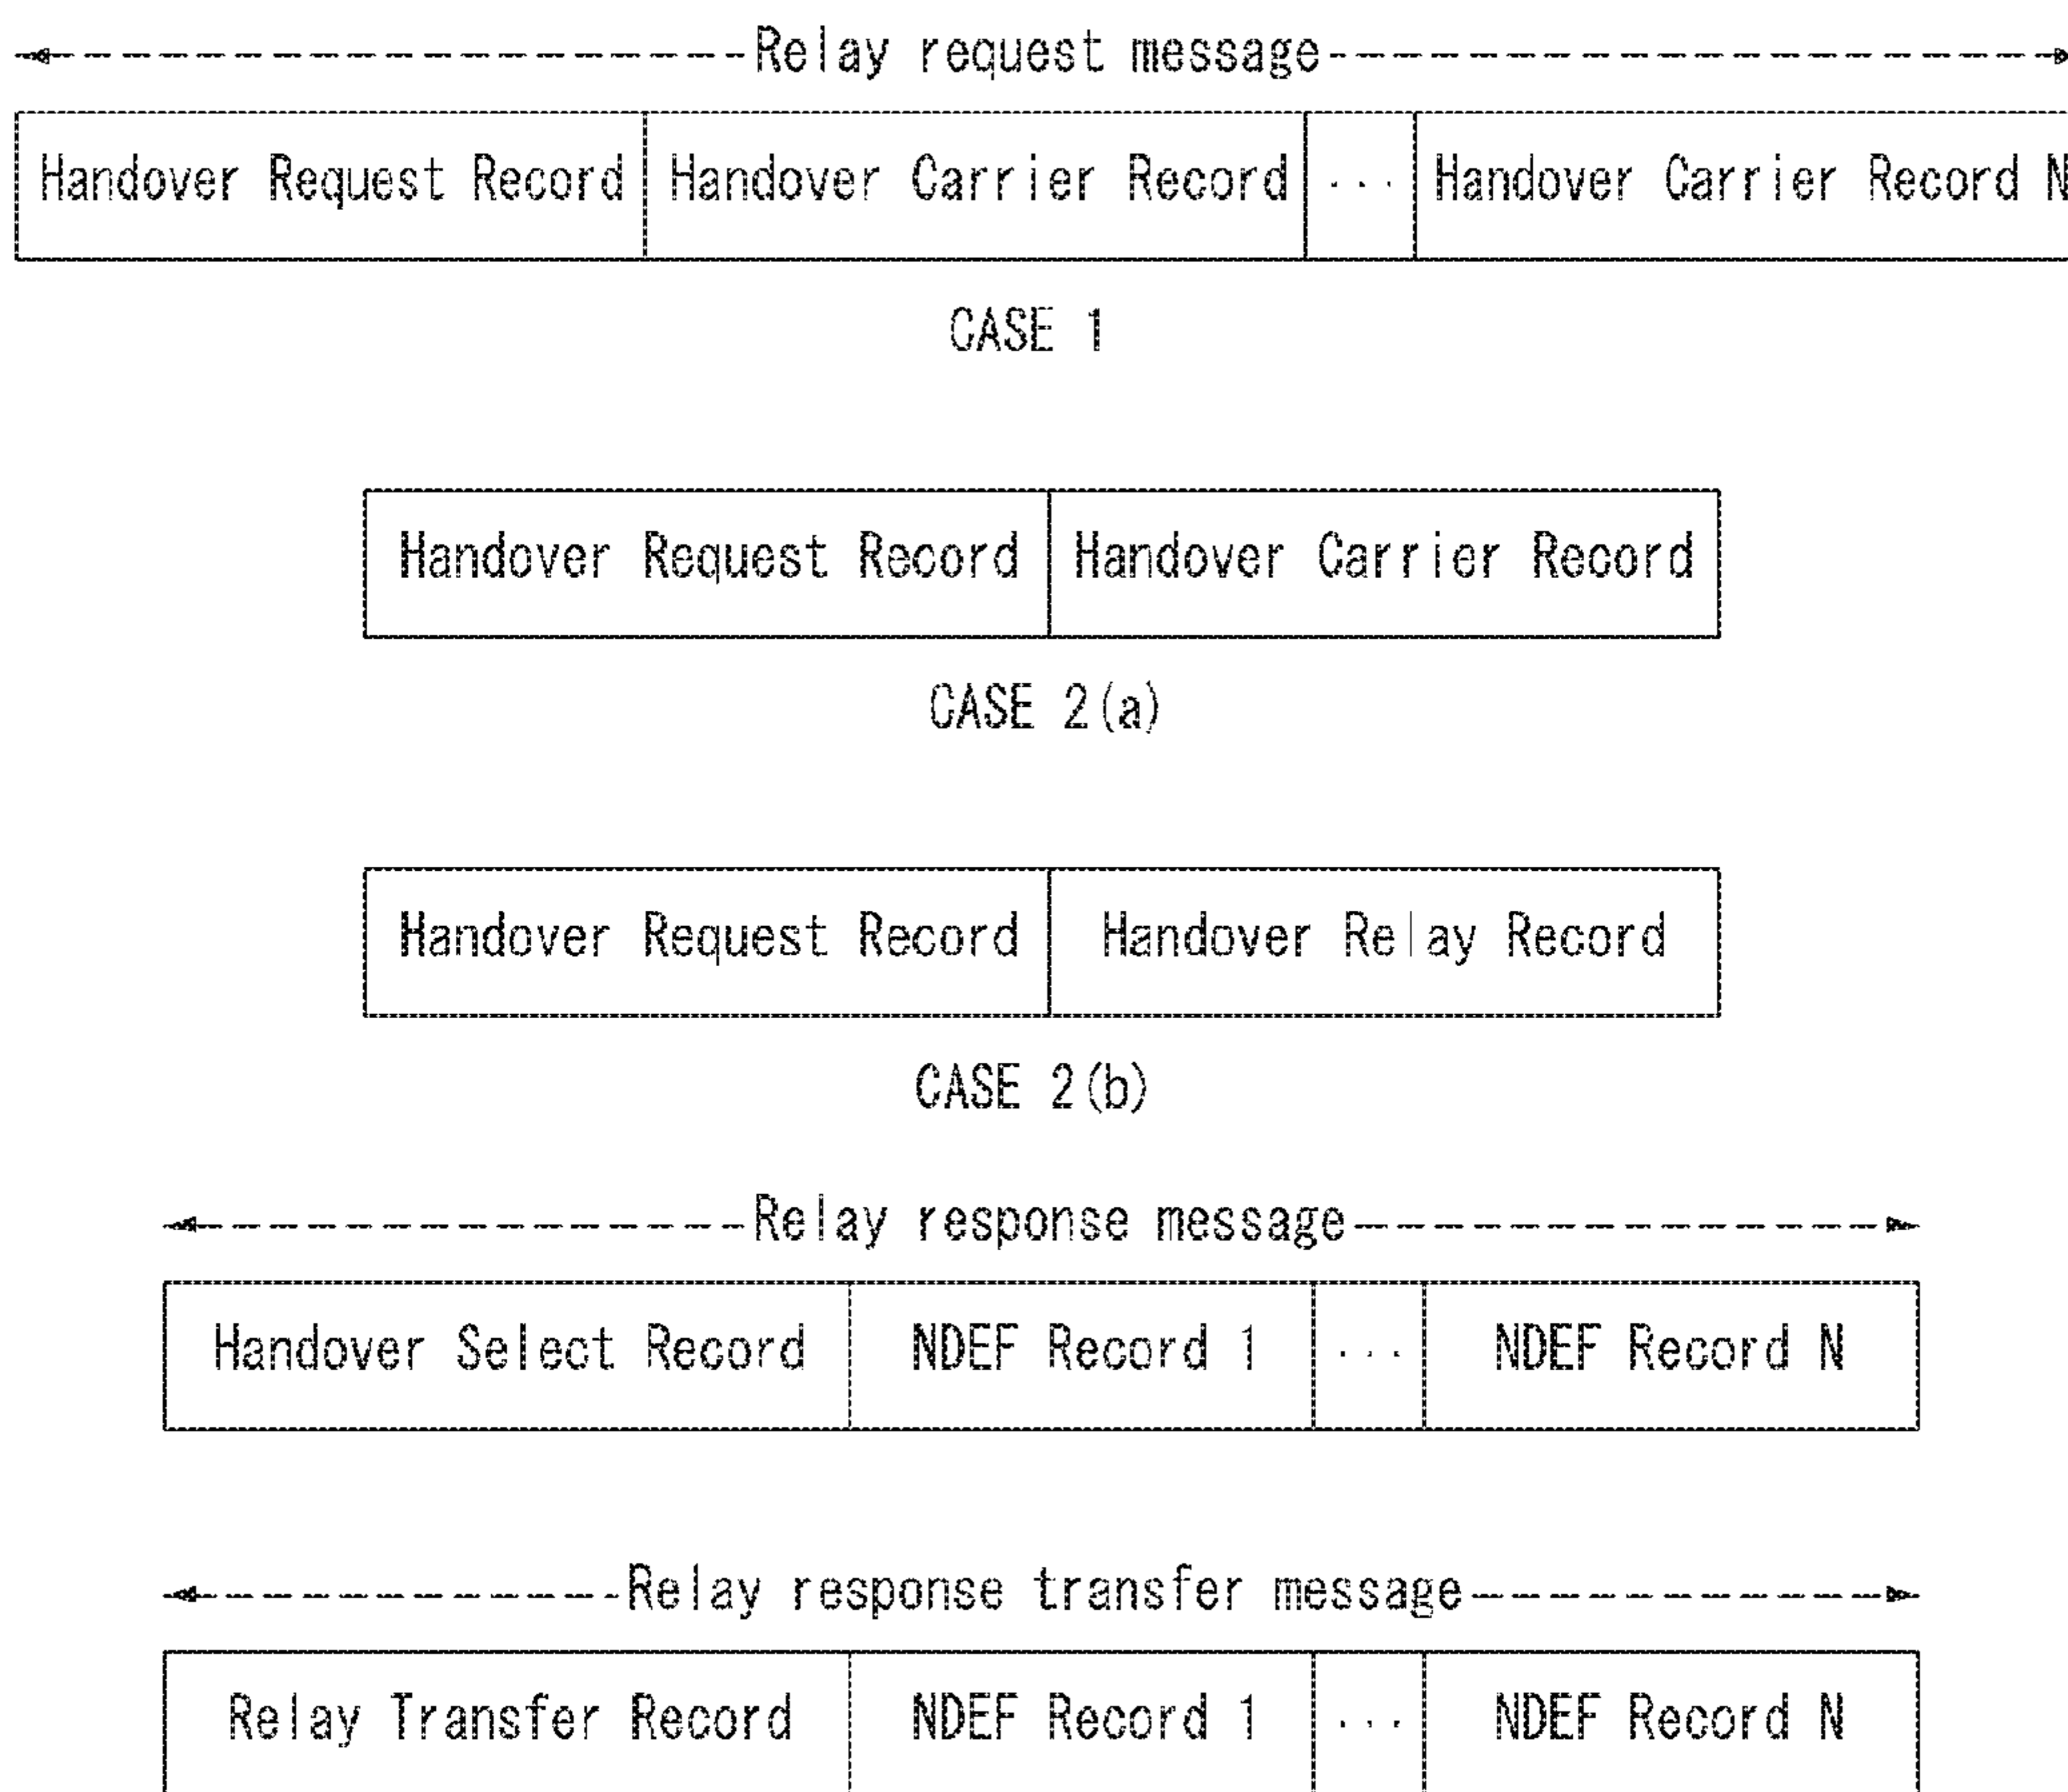 Relay request message
Handover Request Record Handover Carrier Record ... Handover Carrier Record N
CASE 1
Handover Request Record Handover Carrier Record
CASE 2(a)
Handover Request Record Handover Relay Record
CASE 2(b)
Relay response message
Handover Select Record NDEF Record 1 ... NDEF Record N
Relay response transfer message
Relay Transfer Record NDEF Record 1 ... NDEF Record N